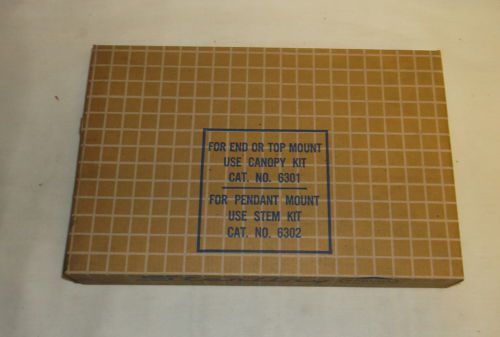 FOR END OR TOP MOUNT
USE CANOPY KIT
CAT. NO. 6301
FOR PENDANT MOUNT
USE STEM KIT
CAT. NO. 6302